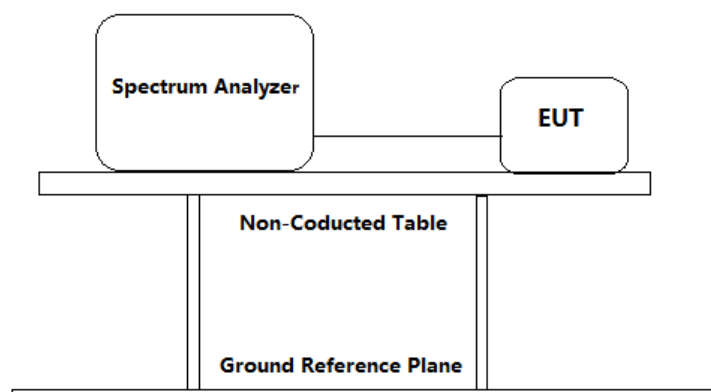 Spectrum Analyzer
EUT
Non-Coducted Table
Ground Reference Plane